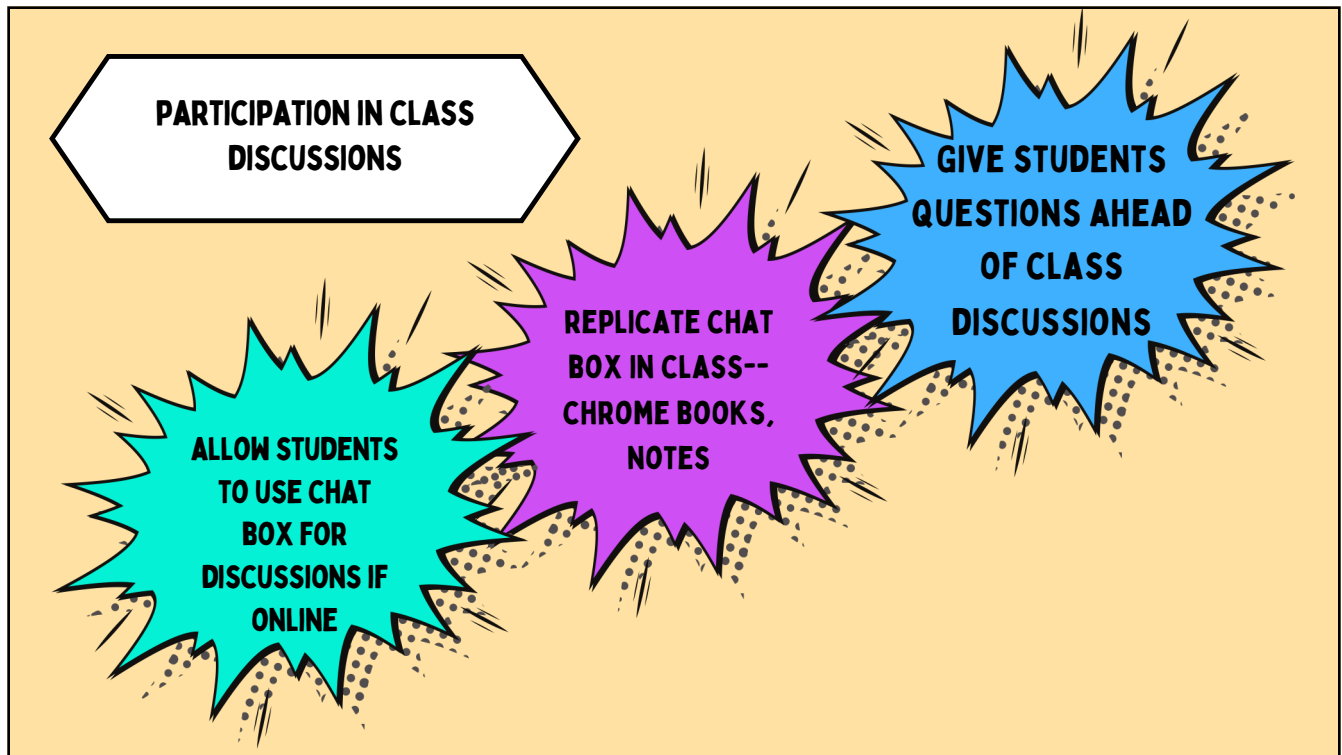 PARTICIPATION IN CLASS
DISCUSSIONS
ALLOW STUDENTS
TO USE CHAT
BOX FOR
DISCUSSIONS IF
ONLINE
REPLICATE CHAT
BOX IN CLASS--
CHROME BOOKS,
NOTES
GIVE STUDENTS
QUESTIONS AHEAD
OF CLASS
DISCUSSIONS